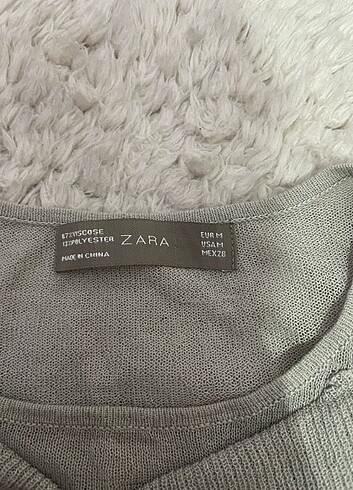 87%VISCOSE
13%POLYESTER
MADE IN CHINA
ZARA
EUR M
USA M
MEX 28